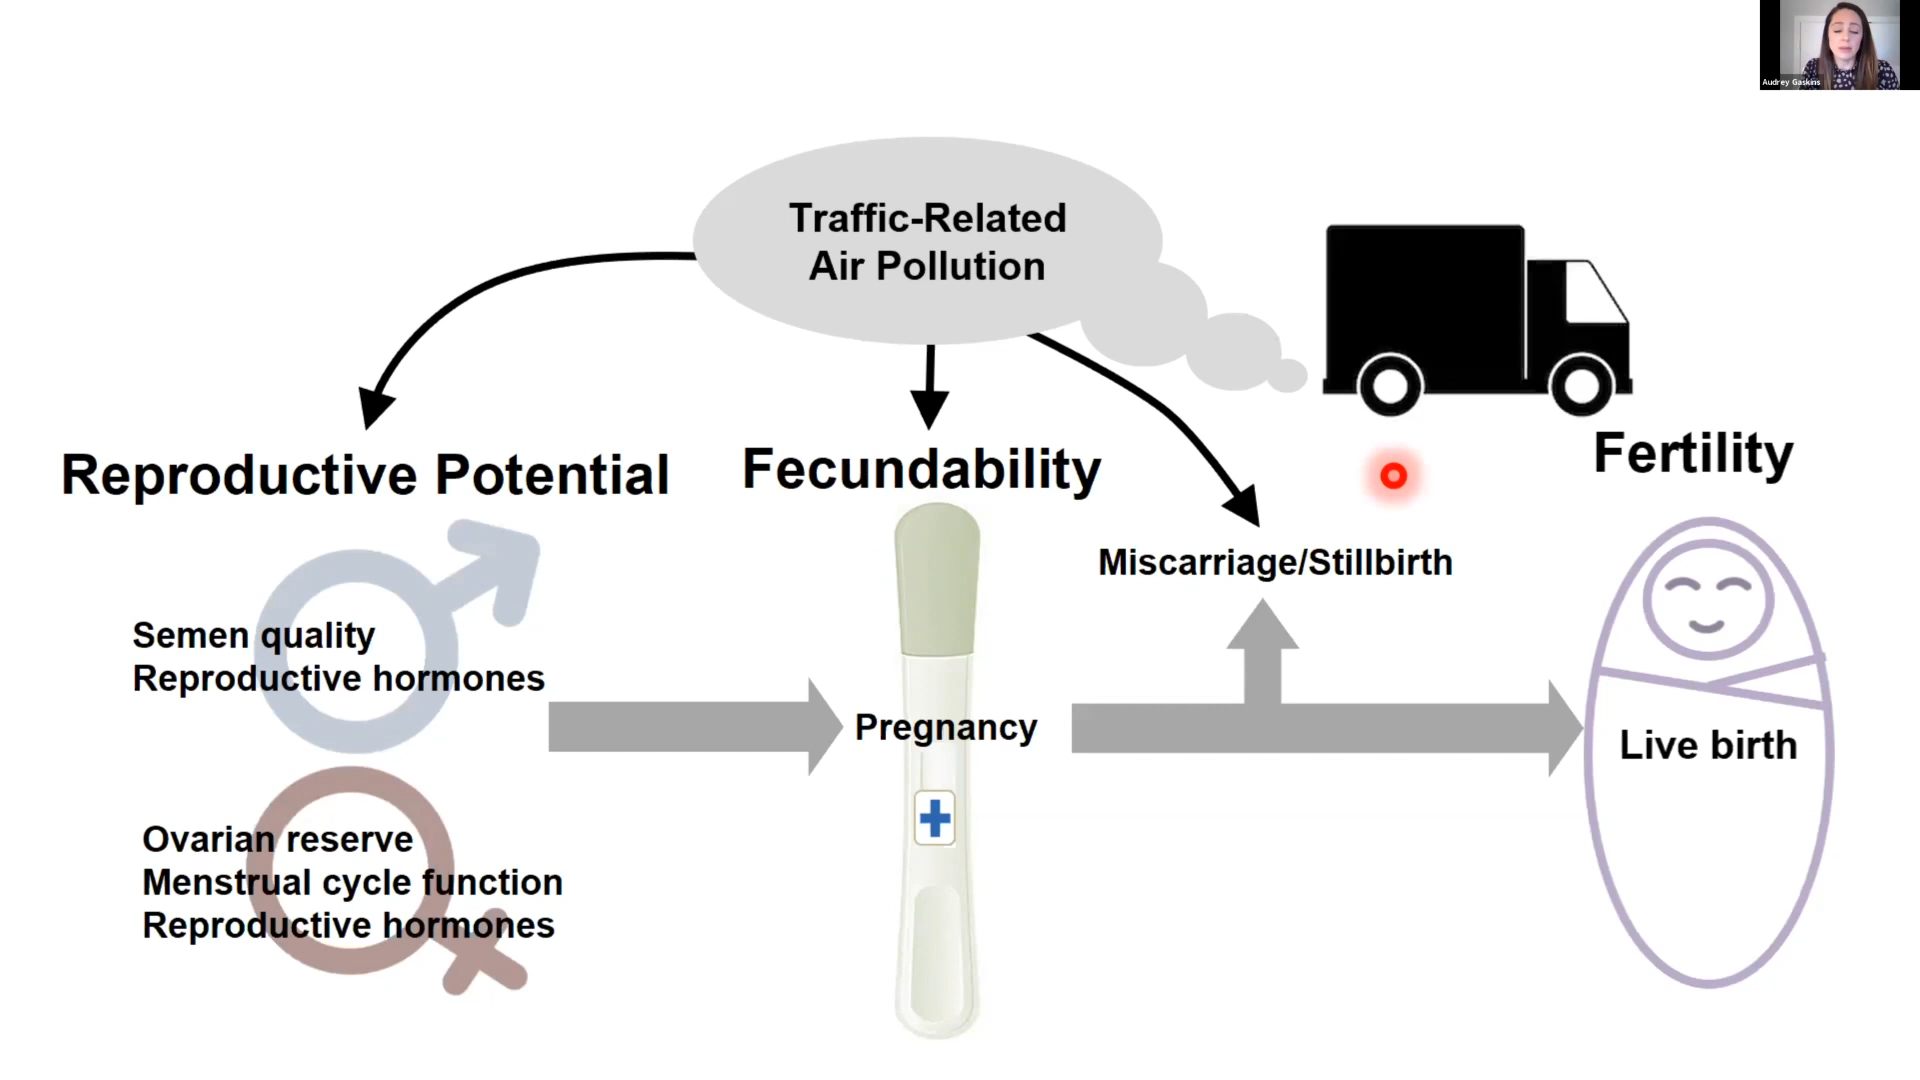 Audrey Gaskins
Traffic-Related
Air Pollution
Reproductive Potential
Fecundability
Fertility
Miscarriage/Stillbirth
Semen quality
Reproductive hormones
Pregnancy
Live birth
Ovarian reserve
Menstrual cycle function
Reproductive hormones